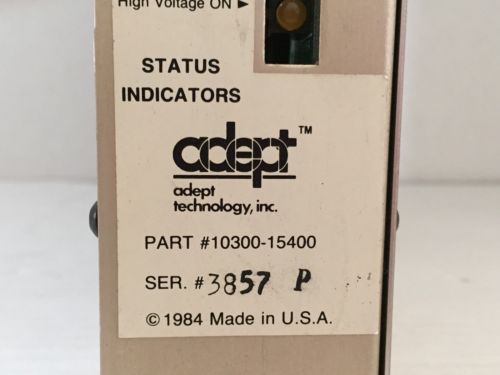 High Voltage ON ►
STATUS
INDICATORS
adept™
adept
technology, inc.
PART #10300-15400
SER. #3857 P
© 1984 Made in U.S.A.